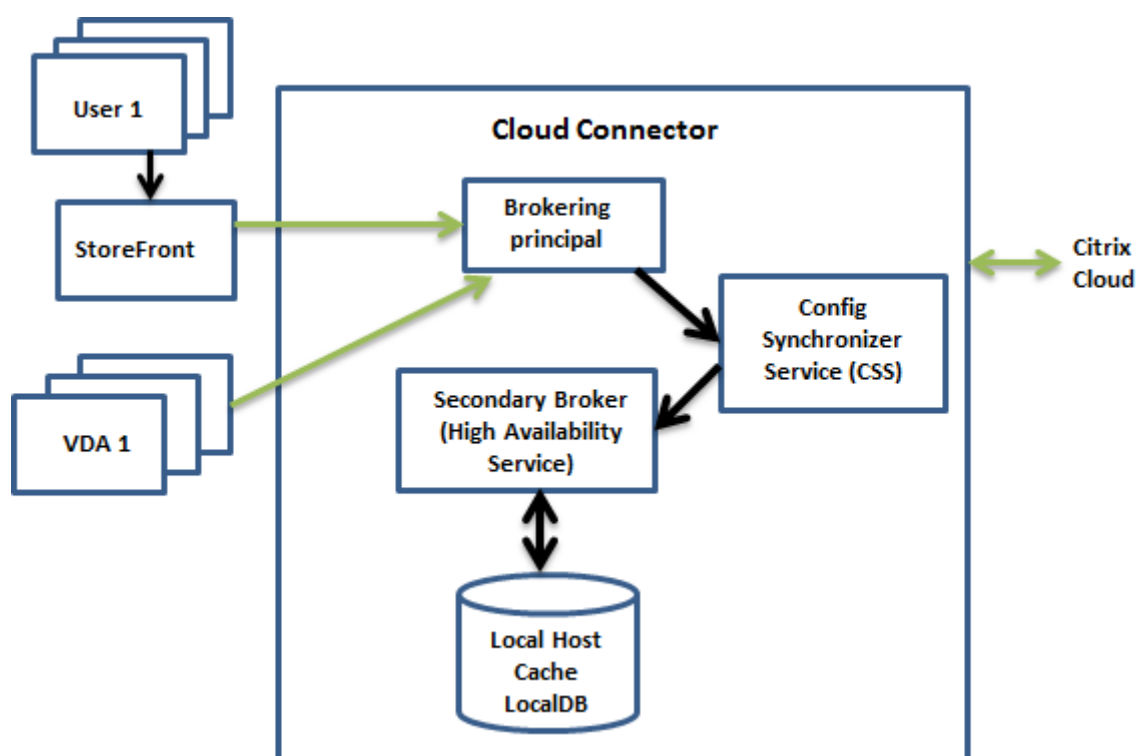 User 1
Cloud Connector
StoreFront
Brokering
principal
Citrix
Cloud
Config
Synchronizer
Service (CSS)
VDA 1
Secondary Broker
(High Availability
Service)
Local Host
Cache
LocalDB